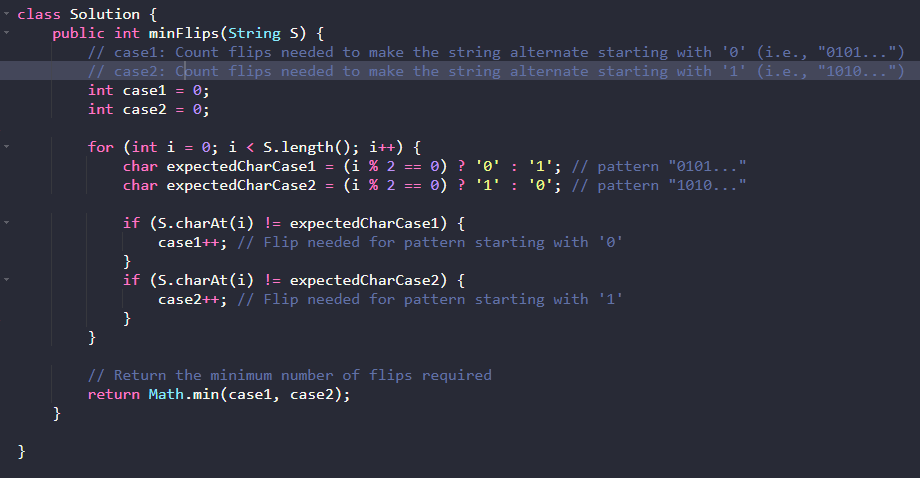 class Solution {
    public int minFlips(String S) {
        // case1: Count flips needed to make the string alternate starting with '0' (i.e., "0101...")
        // case2: Count flips needed to make the string alternate starting with '1' (i.e., "1010...")
        int case1 = 0;
        int case2 = 0;
        for (int i = 0; i < S.length(); i++) {
            char expectedCharCase1 = (i % 2 == 0) ? '0' : '1'; // pattern "0101..."
            char expectedCharCase2 = (i % 2 == 0) ? '1' : '0'; // pattern "1010..."
            if (S.charAt(i) != expectedCharCase1) {
                case1++; // Flip needed for pattern starting with '0'
            }
            if (S.charAt(i) != expectedCharCase2) {
                case2++; // Flip needed for pattern starting with '1'
            }
        }
        // Return the minimum number of flips required
        return Math.min(case1, case2);
    }
}